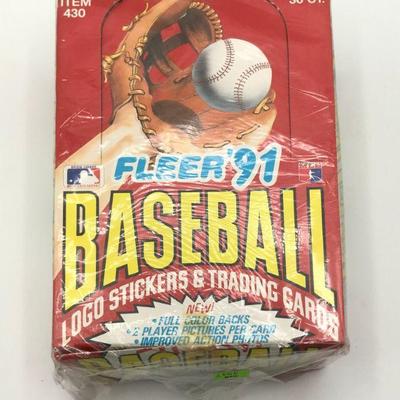 ITEM
430
FLEER '91
BASEBALL
LOGO STICKERS & TRADING CARDS
NEW!
• FULL COLOR BACKS
• 2 PLAYER PICTURES PER CARD
• IMPROVED ACTION PHOTOS
BASEBALL